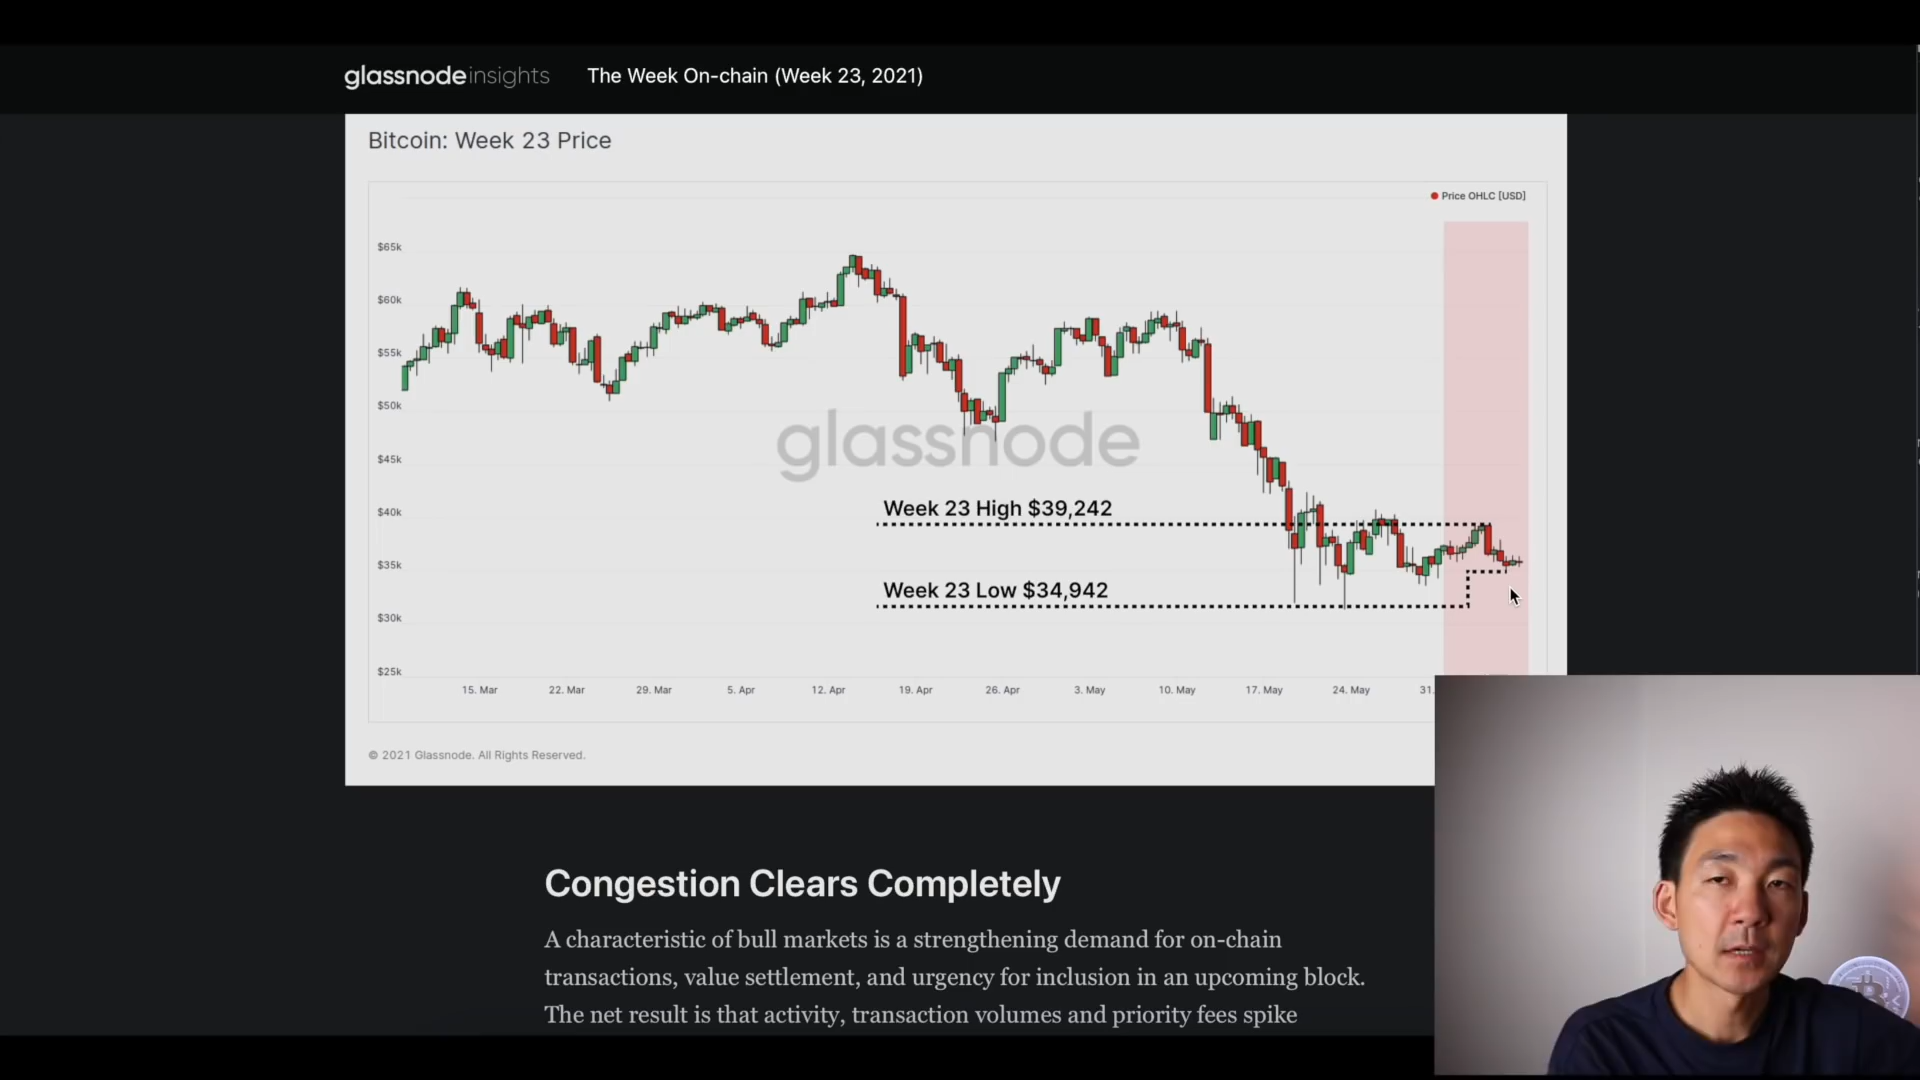 glassnodeinsights The Week On-chain (Week 23, 2021)
Bitcoin: Week 23 Price
Price OHLC [USD]
$65k
$60k
$55k
$50k
$45k
$40k
$35k
$30k
$25k
glassnode
Week 23 High $39,242
Week 23 Low $34,942
15. Mar 22. Mar 29. Mar 5. Apr 12. Apr 19. Apr 26. Apr 3. May 10. May 17. May 24. May 31.
© 2021 Glassnode. All Rights Reserved.
Congestion Clears Completely
A characteristic of bull markets is a strengthening demand for on-chain
transactions, value settlement, and urgency for inclusion in an upcoming block.
The net result is that activity, transaction volumes and priority fees spike